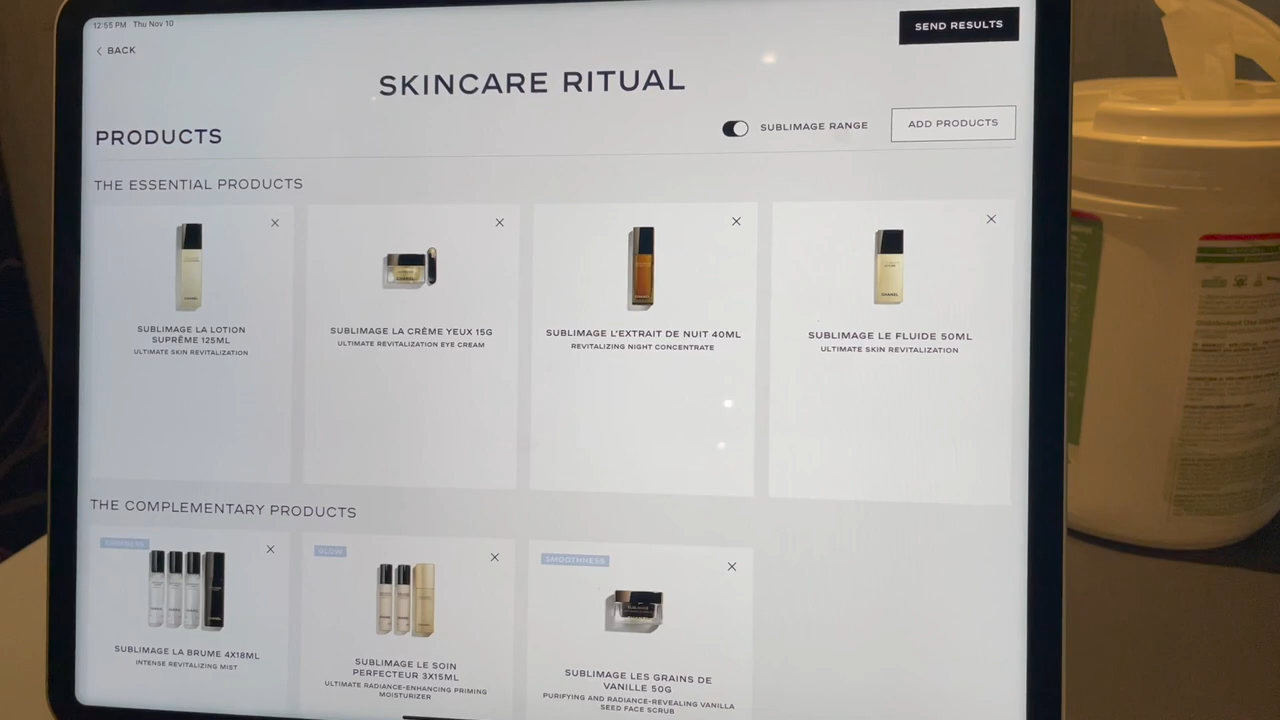 12:55 PM Thu Nov 10
SEND RESULTS
BACK
SKINCARE RITUAL
PRODUCTS
SUBLIMAGE RANGE
ADD PRODUCTS
THE ESSENTIAL PRODUCTS
SUBLIMAGE LA LOTION
SUPRÊME 125ML
ULTIMATE SKIN REVITALIZATION
SUBLIMAGE LA CRÈME YEUX 15G
ULTIMATE REVITALIZATION EYE CREAM
SUBLIMAGE L'EXTRAIT DE NUIT 40ML
REVITALIZING NIGHT CONCENTRATE
CHANEL
SUBLIMAGE LE FLUIDE 50ML
ULTIMATE SKIN REVITALIZATION
THE COMPLEMENTARY PRODUCTS
SUBLIMAGE LA BRUME 4X18ML
INTENSE REVITALIZING MIST
GLOW
SUBLIMAGE LE SOIN
PERFECTEUR 3X15ML
ULTIMATE RADIANCE-ENHANCING PRIMING
MOISTURIZER
SMOOTHNESS
SUBLIMAGE LES GRAINS DE
VANILLE 50G
PURIFYING AND RADIANCE-REVEALING VANILLA
SEED FACE SCRUB